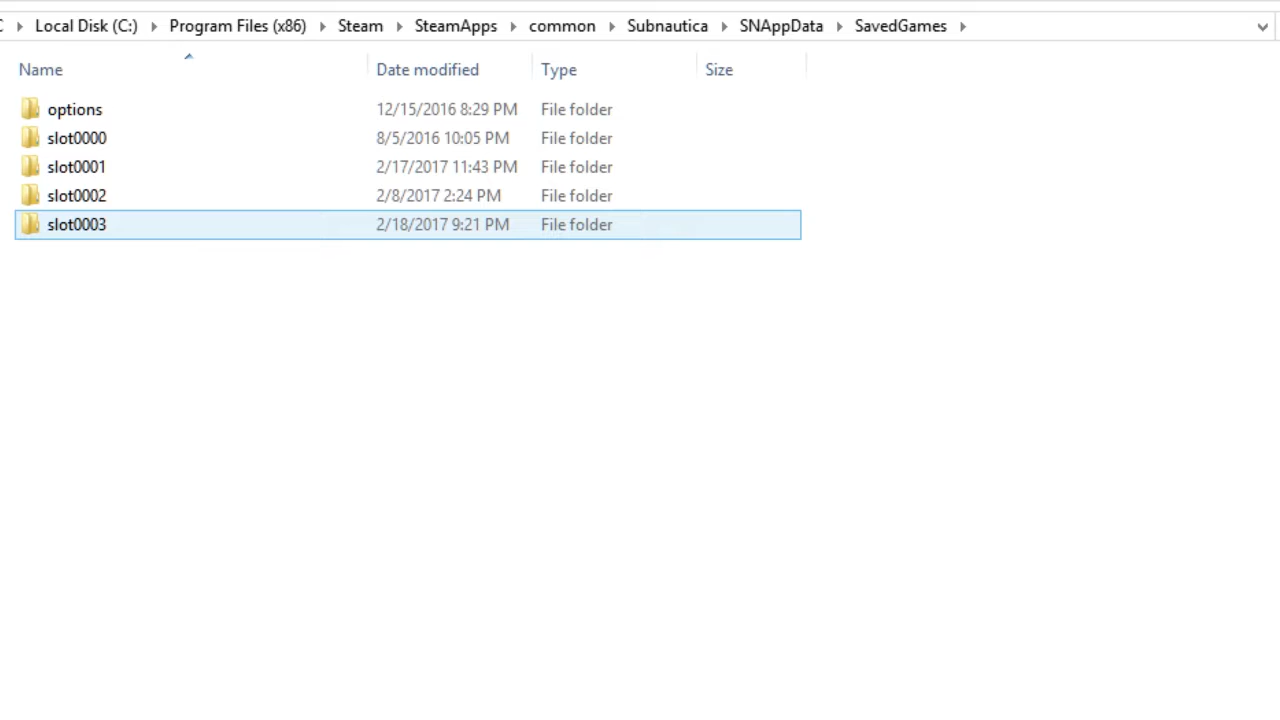 Local Disk (C:) Program Files (x86) Steam SteamApps common Subnautica SNAppData SavedGames
Name Date modified Type Size
options 12/15/2016 8:29 PM File folder
slot0000 8/5/2016 10:05 PM File folder
slot0001 2/17/2017 11:43 PM File folder
slot0002 2/8/2017 2:24 PM File folder
slot0003 2/18/2017 9:21 PM File folder